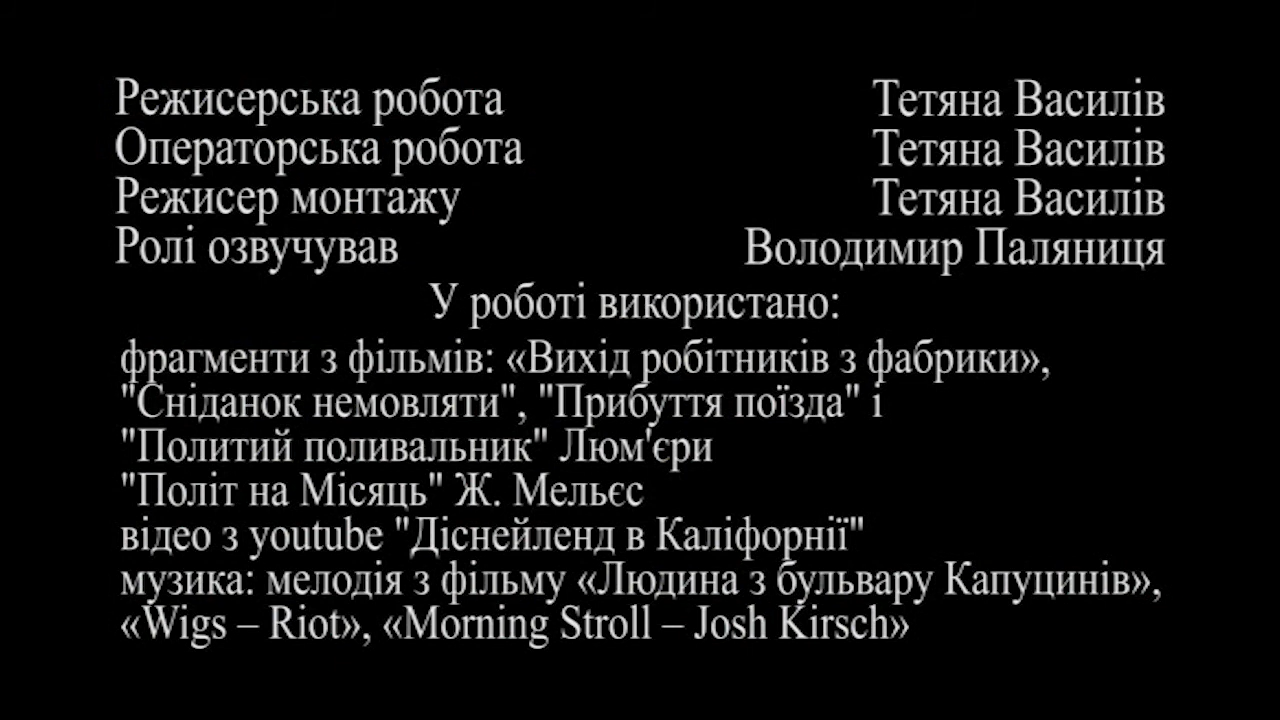 Режисерська робота Тетяна Василів
Операторська робота Тетяна Василів
Режисер монтажу Тетяна Василів
Ролі озвучував Володимир Паляниця
У роботі використано:
фрагменти з фільмів: «Вихід робітників з фабрики»,
"Сніданок немовляти", "Прибуття поїзда" і
"Политий поливальник" Люм'єри
"Політ на Місяць" Ж. Мельєс
відео з youtube "Діснейленд в Каліфорнії"
музика: мелодія з фільму «Людина з бульвару Капуцинів»,
«Wigs – Riot», «Morning Stroll – Josh Kirsch»